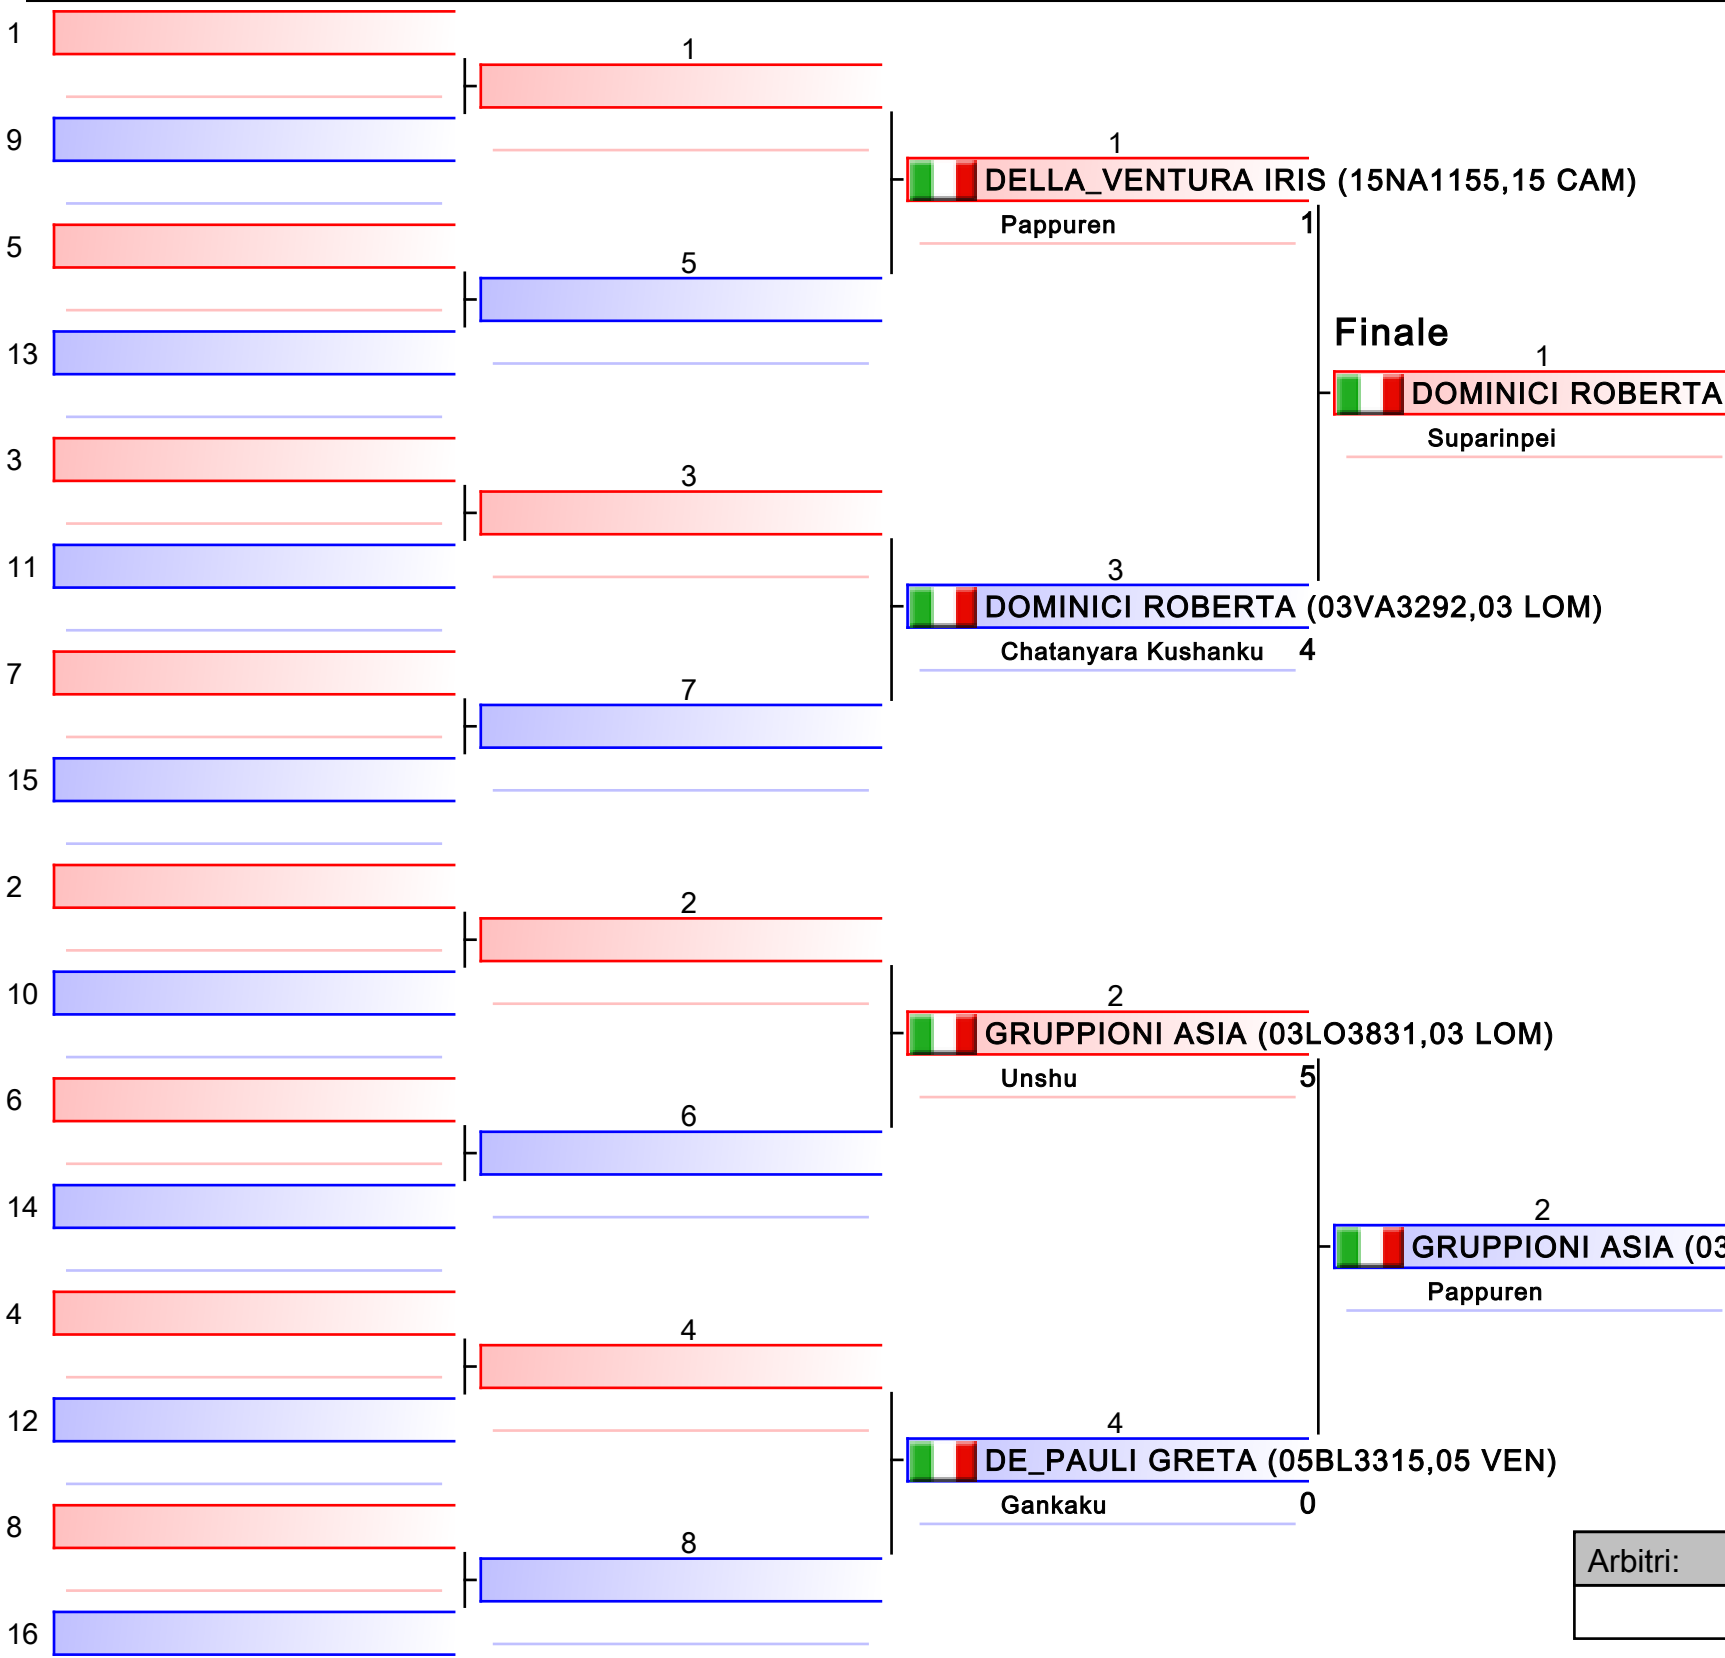 1
1
9
1
DELLA_VENTURA IRIS (15NA1155,15 CAM)
Pappuren 1
5
5
Finale
13
1
DOMINICI ROBERTA
Suparinpei
3
3
11
3
DOMINICI ROBERTA (03VA3292,03 LOM)
Chatanyara Kushanku 4
7
7
15
2
2
10
2
GRUPPIONI ASIA (03LO3831,03 LOM)
Unshu 5
6
6
14
2
GRUPPIONI ASIA (03
Pappuren
4
4
12
4
DE_PAULI GRETA (05BL3315,05 VEN)
Gankaku 0
8
8
Arbitri:
16